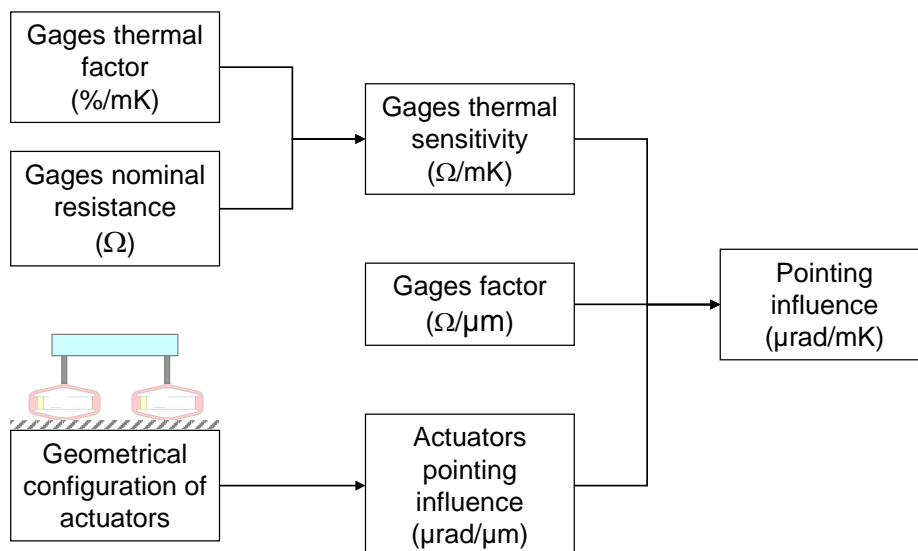 Gages thermal
factor
(%/mK)
Gages nominal
resistance
(Ω)
Gages thermal
sensitivity
(Ω/mK)
Gages factor
(Ω/µm)
Pointing
influence
(µrad/mK)
Geometrical
configuration of
actuators
Actuators
pointing
influence
(µrad/µm)